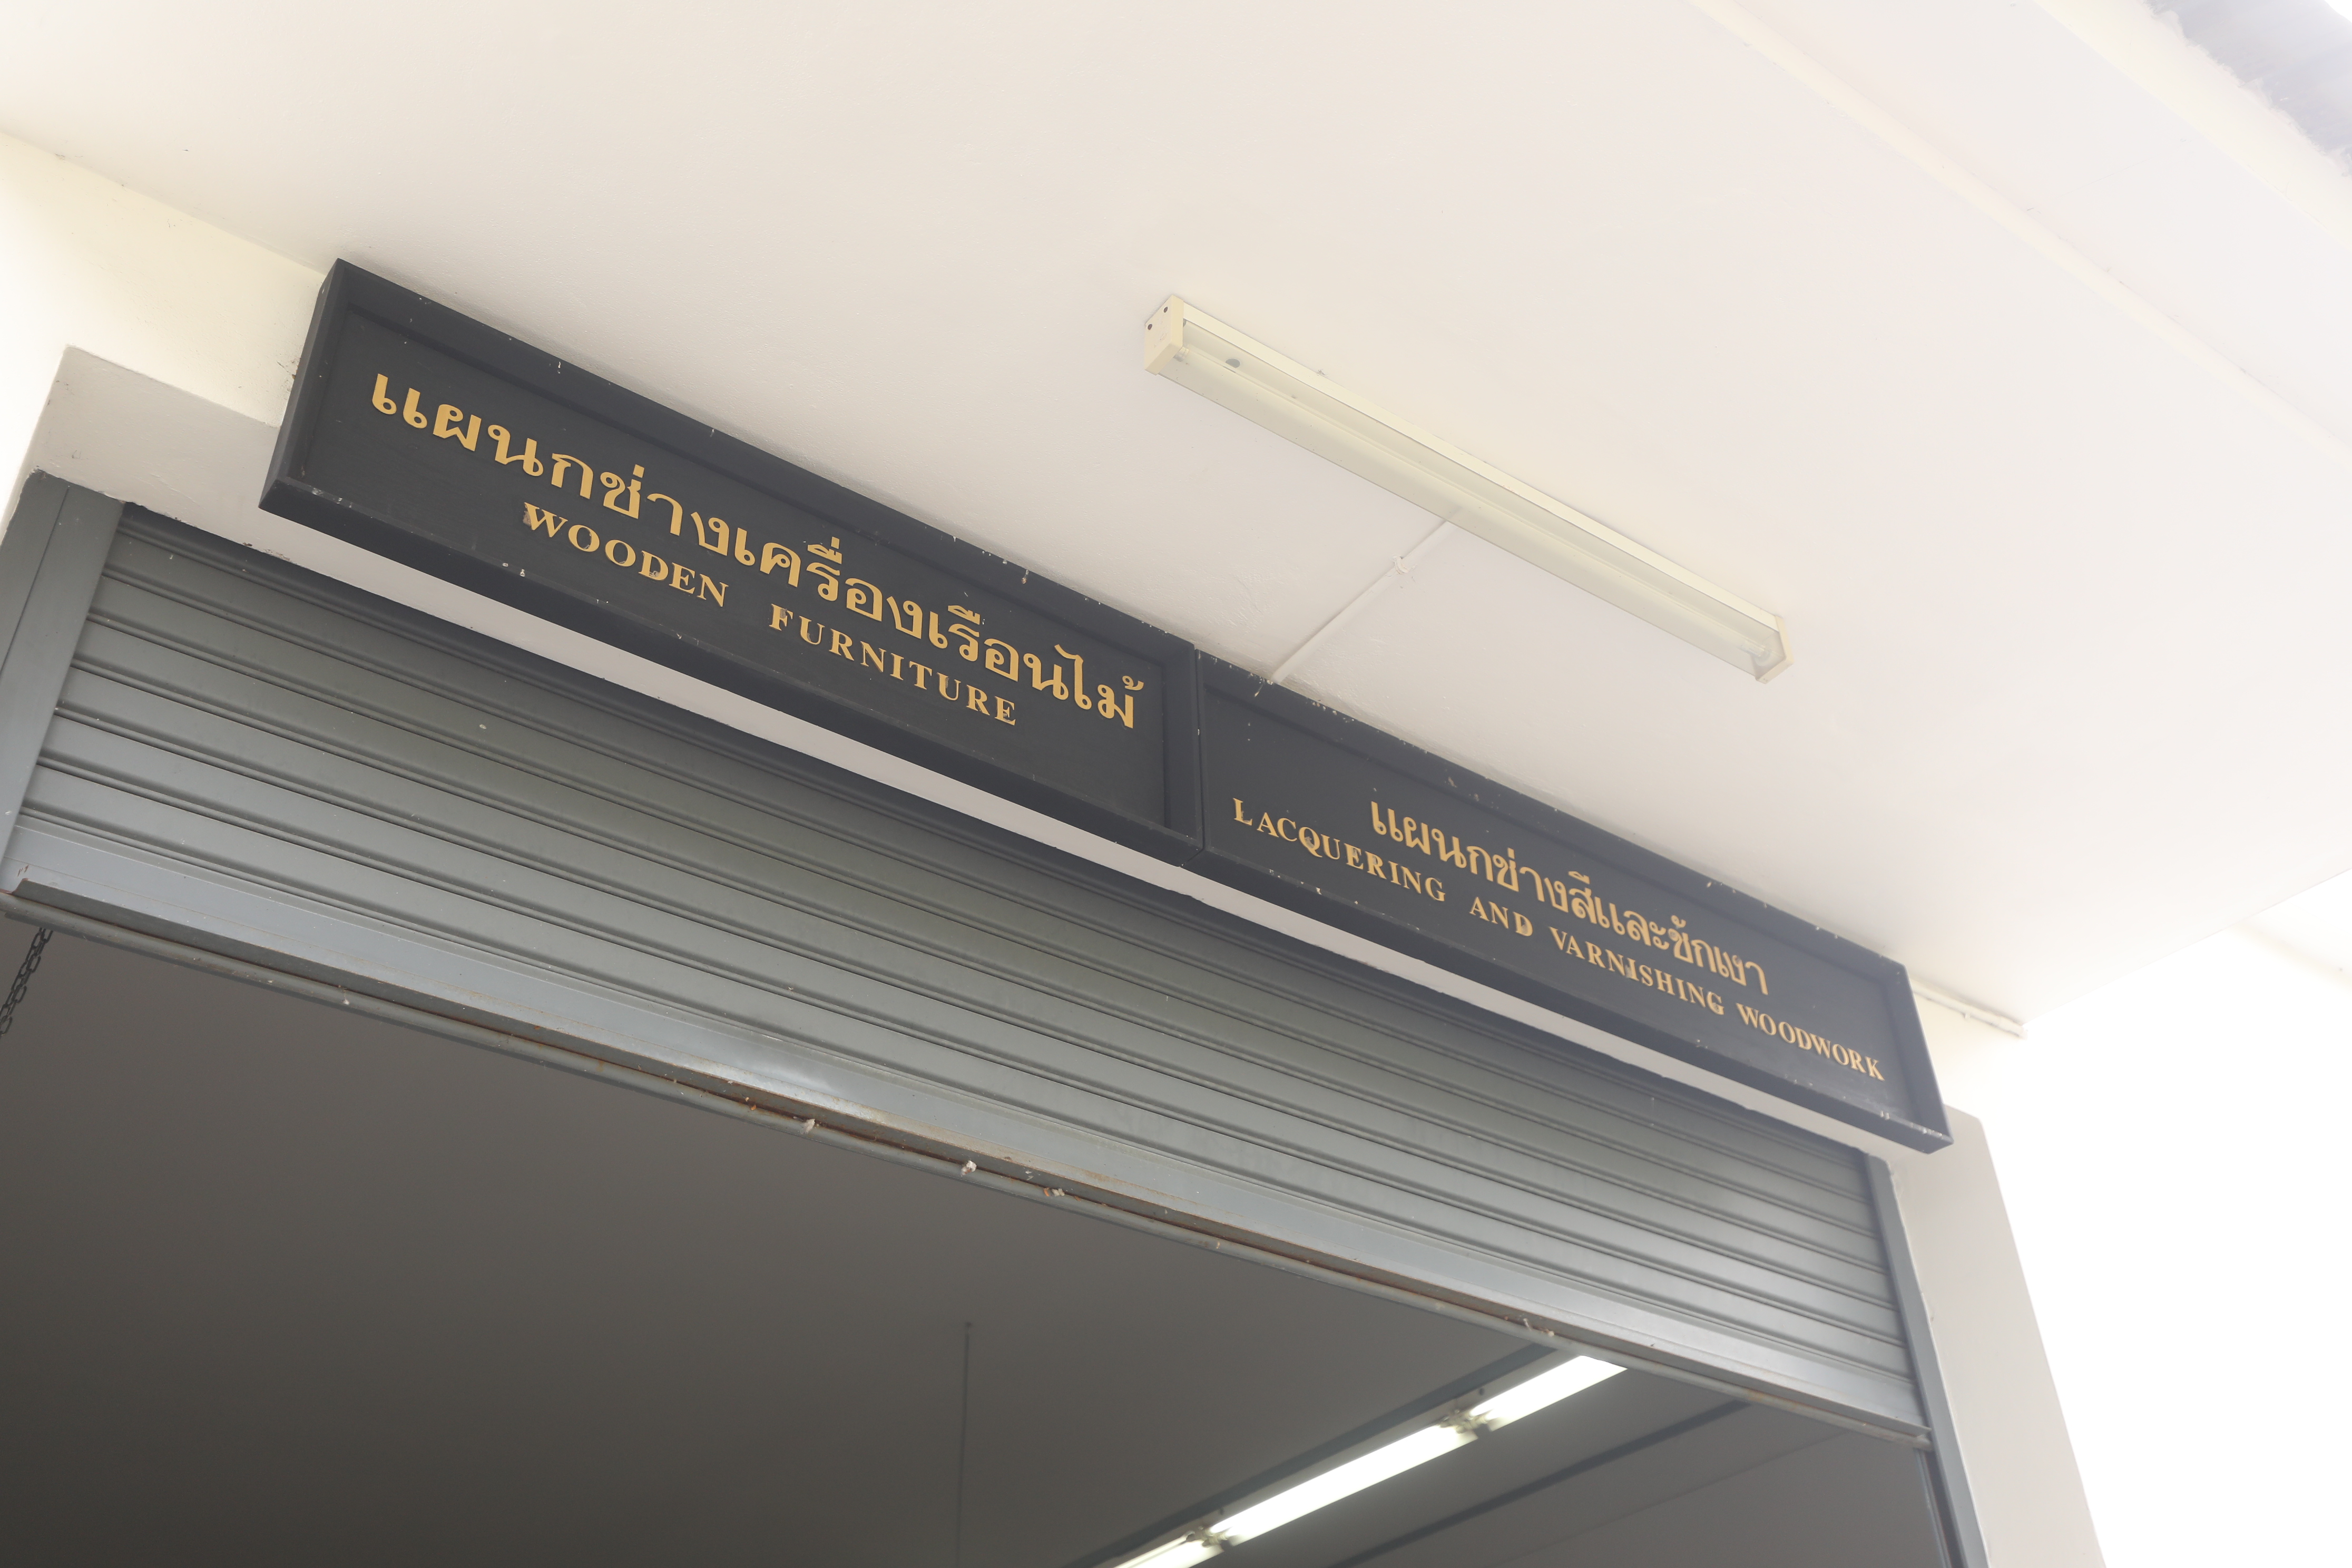 แผนกช่างเครื่องเรือนไม้
WOODEN FURNITURE
แผนกช่างสีและชักเงา
LACQUERING AND VARNISHING WOODWORK